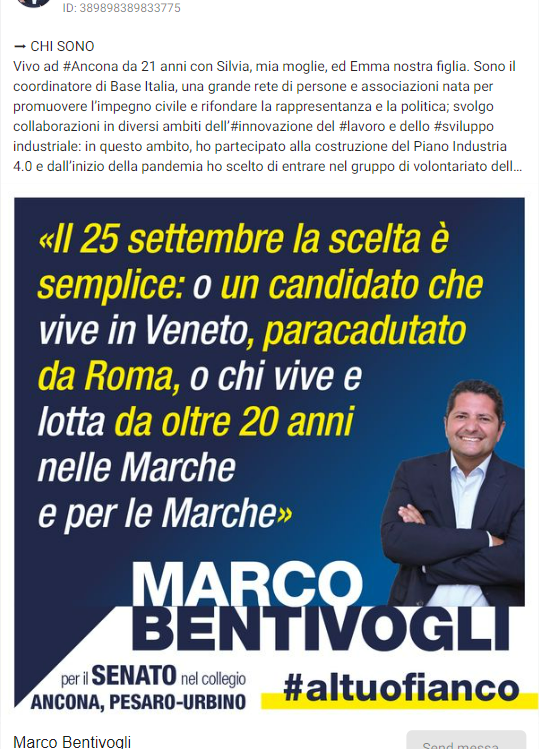 ID: 389898389833775
➞ CHI SONO
Vivo ad #Ancona da 21 anni con Silvia, mia moglie, ed Emma nostra figlia. Sono il
coordinatore di Base Italia, una grande rete di persone e associazioni nata per
promuovere l'impegno civile e rifondare la rappresentanza e la politica; svolgo
collaborazioni in diversi ambiti dell'#innovazione del #lavoro e dello #sviluppo
industriale: in questo ambito, ho partecipato alla costruzione del Piano Industria
4.0 e dall'inizio della pandemia ho scelto di entrare nel gruppo di volontariato dell...
«Il 25 settembre la scelta è
semplice: o un candidato che
vive in Veneto, paracadutato
da Roma, o chi vive e
lotta da oltre 20 anni
nelle Marche
e per le Marche»
MARCO
BENTIVOGLI
per il SENATO nel collegio
ANCONA, PESARO-URBINO
#altuofianco
Marco Bentivogli
Send messa...